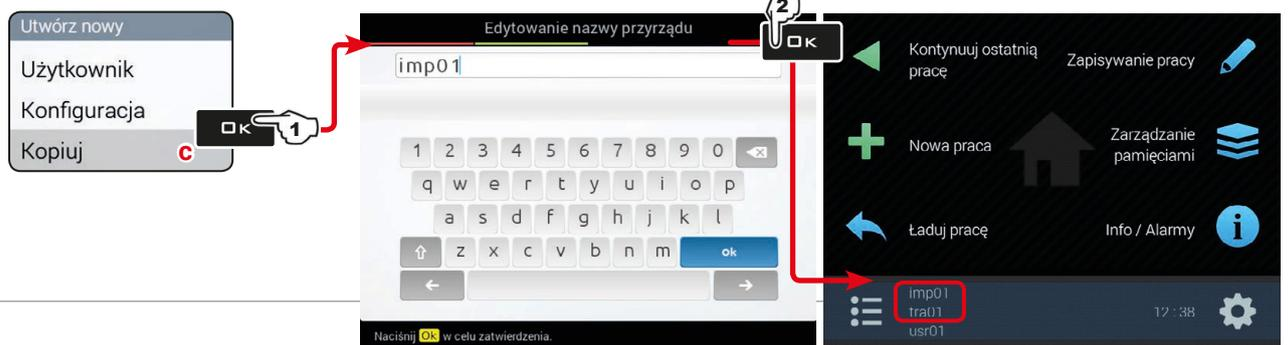 Utwórz nowy
Użytkownik
Konfiguracja
Kopiuj
C
OK
1
Edytowanie nazwy przyrządu
2
OK
imp01
1 2 3 4 5 6 7 8 9 0
q w e r t y u i o p
a s d f g h j k l
z x c v b n m ok
Naciśnij Ok w celu zatwierdzenia.
Kontynuuj ostatnią
pracę
Zapisywanie pracy
Nowa praca
Zarządzanie
pamięciami
Ładuj pracę
Info / Alarmy
imp01
tra01
usr01
12 : 38